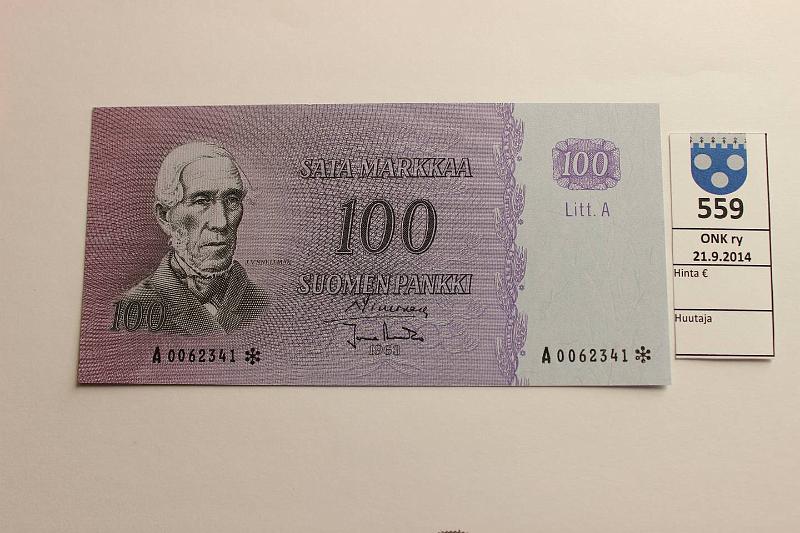 SATA MARKKAA
100
SUOMEN PANKKI
100
1963
A 0062341 *
100
Litt. A
A 0062341 *
559
ONK ry
21.9.2014
Hinta €
Huutaja